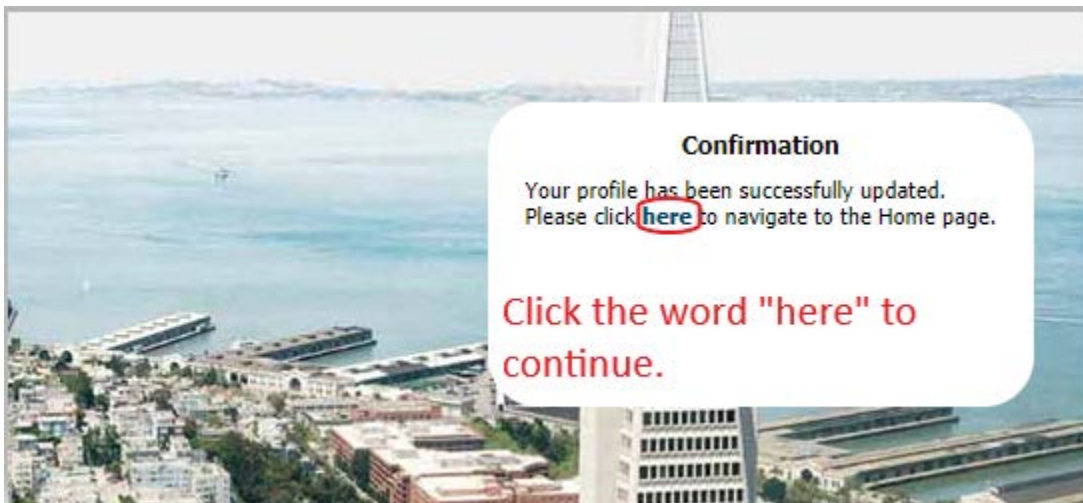 Confirmation
Your profile has been successfully updated.
Please click here to navigate to the Home page.
Click the word "here" to
continue.